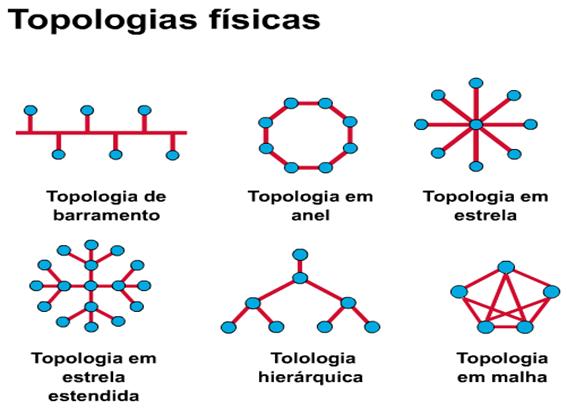 Topologias físicas
Topologia de
barramento
Topologia em
anel
Topologia em
estrela
Topologia em
estrela
estendida
Tolologia
hierárquica
Topologia
em malha